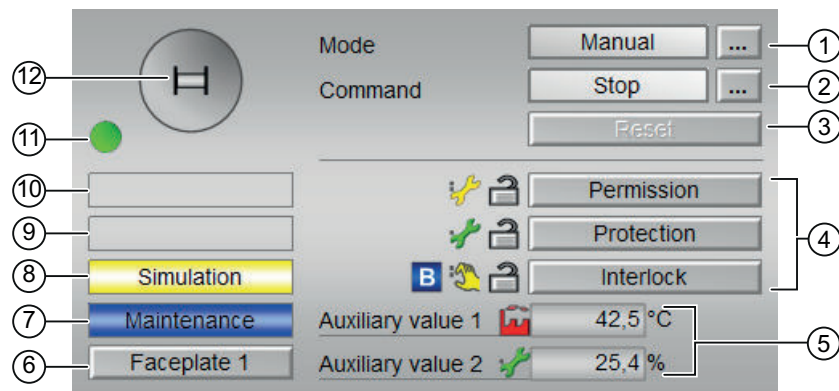 Mode Manual ... 1
Command Stop ... 2
Reset 3
12
11
10 Permission
9 Protection 4
8 Simulation B Interlock
7 Maintenance Auxiliary value 1 42,5 °C
6 Faceplate 1 Auxiliary value 2 25,4 % 5